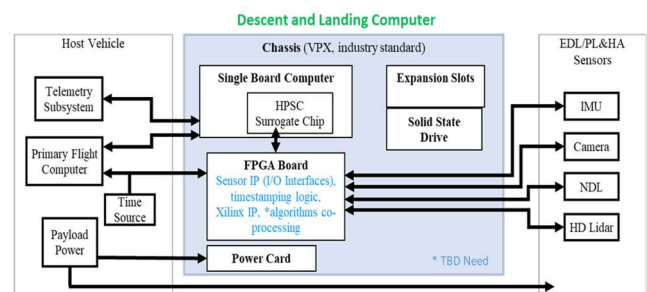 Descent and Landing Computer
Host Vehicle
Telemetry
Subsystem
Primary Flight
Computer
Time
Source
Payload
Power
Chassis (VPX, industry standard)
Single Board Computer
HPSC
Surrogate Chip
Expansion Slots
Solid State
Drive
FPGA Board
Sensor IP (I/O Interfaces),
timestamping logic,
Xilinx IP, *algorithms co-
processing
Power Card
* TBD Need
EDL/PL&HA
Sensors
IMU
Camera
NDL
HD Lidar